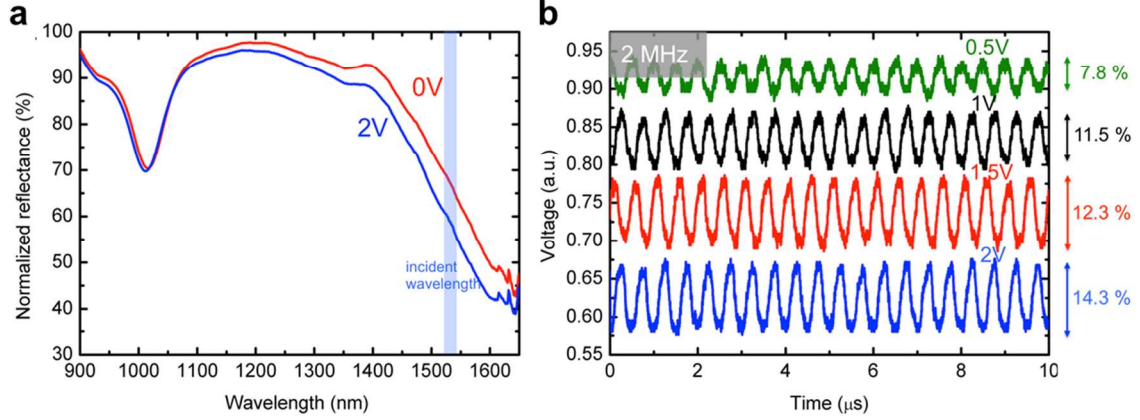 a
Normalized reflectance (%)
100
90
80
70
60
50
40
30
0V
2V
incident
wavelength
900 1000 1100 1200 1300 1400 1500 1600
Wavelength (nm)
b
Voltage (a.u.)
0.95
0.90
0.85
0.80
0.75
0.70
0.65
0.60
0.55
2 MHz
0.5V
1V
1.5V
2V
7.8 %
11.5 %
12.3 %
14.3 %
0 2 4 6 8 10
Time (μs)